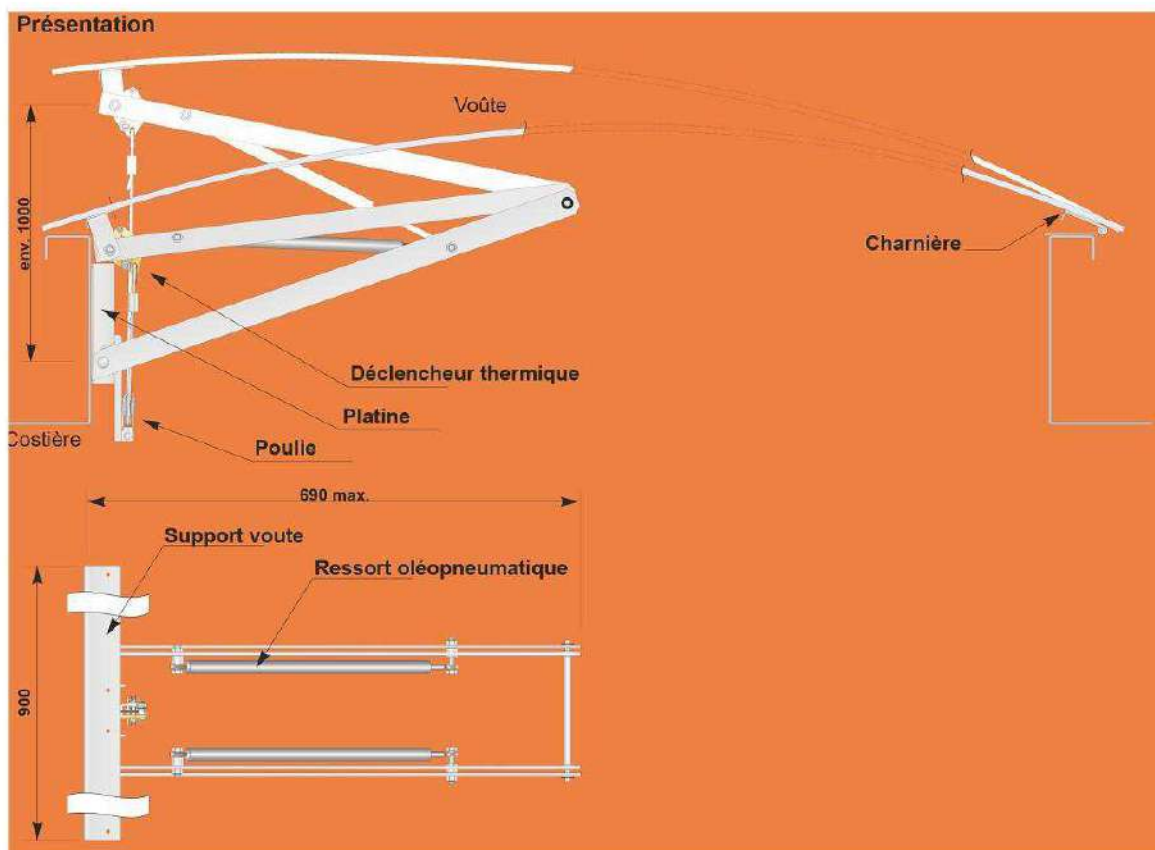 Présentation
Voûte
env. 1000
Charnière
Déclencheur thermique
Platine
Costière
Poulie
690 max.
Support voute
Ressort oléopneumatique
900